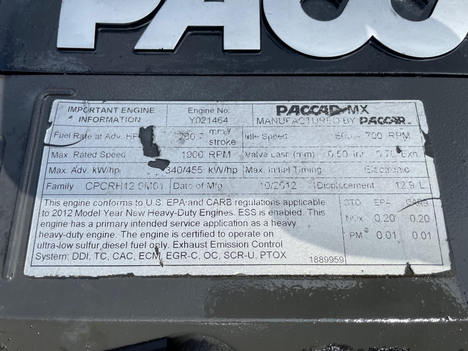 PACC
IMPORTANT ENGINE INFORMATION
Engine No.
Y021464
PACCAR MX
MANUFACTURED BY PACCAR
Fuel Rate at Adv. HP mm³/stroke Idle Speed 700 RPM
Max. Rated Speed 1900 RPM Valve Lash (mm) 0.50 In.
Max. Adv. kW/hp 340/455 kW/hp Initial Timing Electronic
Family Date of Mfg. 10/2012 Displacement 12.9 L
STD EPA CARB
NOx 0.20 0.20
PM 0.01 0.01
This engine conforms to U.S. EPA and CARB regulations applicable
to 2012 Model Year New Heavy-Duty Engines. ESS is enabled. This
engine has a primary intended service application as a heavy
heavy-duty engine. The engine is certified to operate on
ultra-low sulfur diesel fuel only. Exhaust Emission Control
System: DDI, TC, CAC, ECM, EGR-C, OC, SCR-U, PTOX
1889959